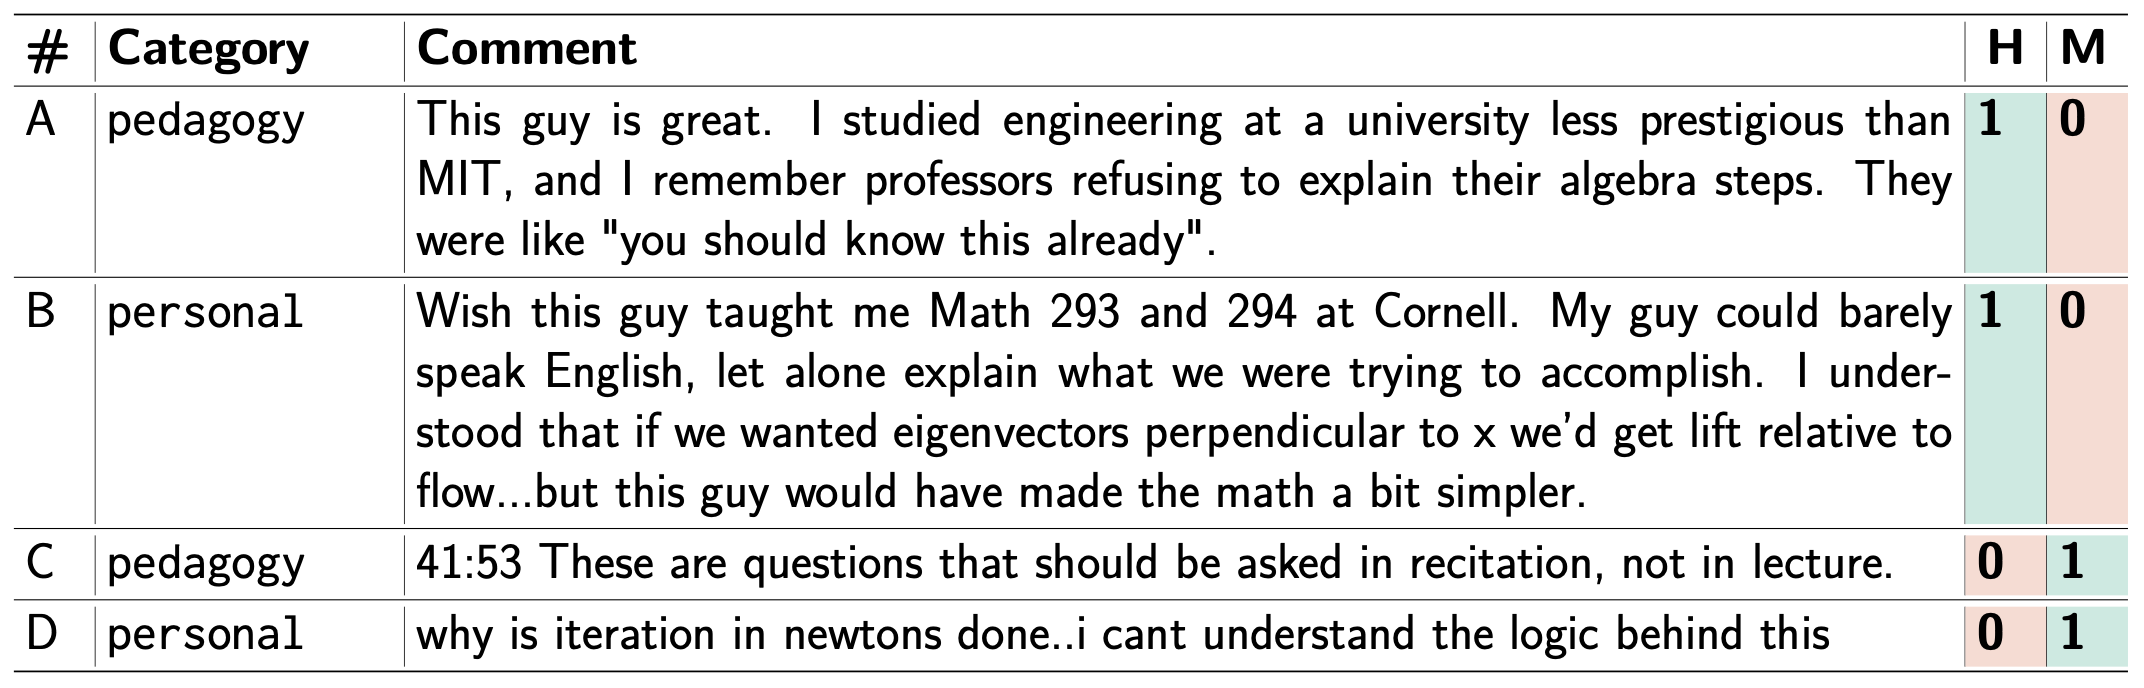 # Category Comment H M
A pedagogy This guy is great. I studied engineering at a university less prestigious than 1 0
MIT, and I remember professors refusing to explain their algebra steps. They
were like "you should know this already".
B personal Wish this guy taught me Math 293 and 294 at Cornell. My guy could barely 1 0
speak English, let alone explain what we were trying to accomplish. I under-
stood that if we wanted eigenvectors perpendicular to x we'd get lift relative to
flow...but this guy would have made the math a bit simpler.
C pedagogy 41:53 These are questions that should be asked in recitation, not in lecture. 0 1
D personal why is iteration in newtons done..i cant understand the logic behind this 0 1